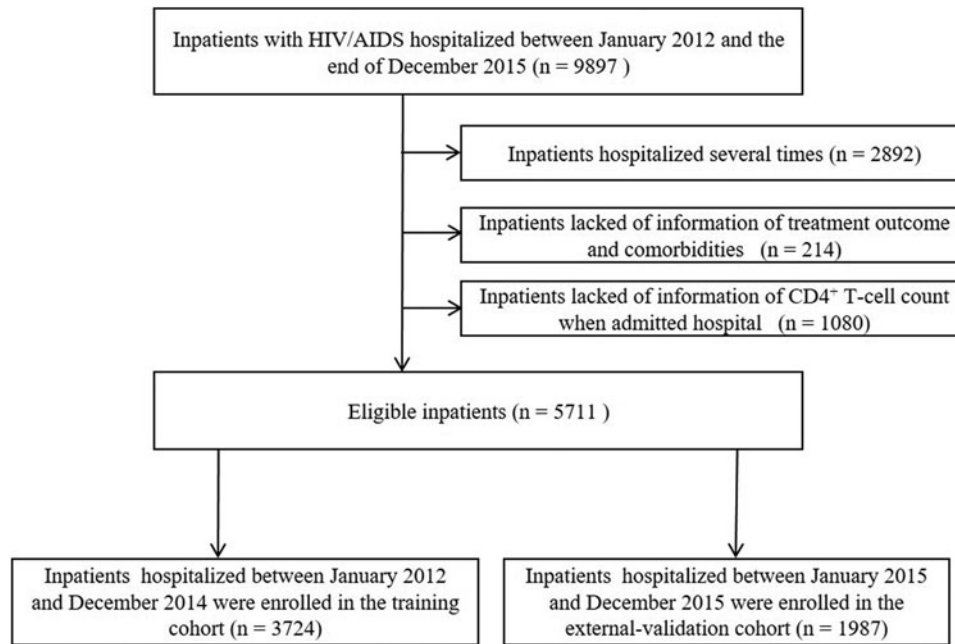 Inpatients with HIV/AIDS hospitalized between January 2012 and the
end of December 2015 (n = 9897 )
Inpatients hospitalized several times (n = 2892)
Inpatients lacked of information of treatment outcome
and comorbidities (n = 214)
Inpatients lacked of information of CD4⁺ T-cell count
when admitted hospital (n = 1080)
Eligible inpatients (n = 5711 )
Inpatients hospitalized between January 2012
and December 2014 were enrolled in the training
cohort (n = 3724)
Inpatients hospitalized between January 2015
and December 2015 were enrolled in the
external-validation cohort (n = 1987)